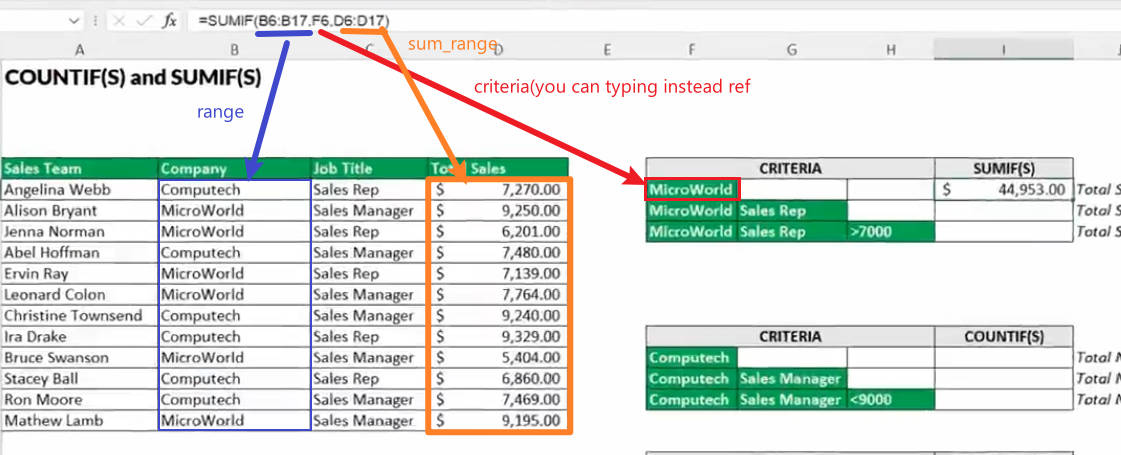 fx =SUMIF(B6:B17,F6,D6:D17)
A B C D E F G H I
sum_range
COUNTIF(S) and SUMIF(S)
criteria(you can typing instead ref
range
Sales Team Company Job Title Tot Sales
Angelina Webb Computech Sales Rep $ 7,270.00
Alison Bryant MicroWorld Sales Manager $ 9,250.00
Jenna Norman MicroWorld Sales Rep $ 6,201.00
Abel Hoffman Computech Sales Manager $ 7,480.00
Ervin Ray MicroWorld Sales Rep $ 7,139.00
Leonard Colon MicroWorld Sales Manager $ 7,764.00
Christine Townsend Computech Sales Manager $ 9,240.00
Ira Drake Computech Sales Rep $ 9,329.00
Bruce Swanson MicroWorld Sales Manager $ 5,404.00
Stacey Ball Computech Sales Rep $ 6,860.00
Ron Moore Computech Sales Manager $ 7,469.00
Mathew Lamb MicroWorld Sales Manager $ 9,195.00
CRITERIA SUMIF(S)
MicroWorld $ 44,953.00 Total S
MicroWorld Sales Rep Total S
MicroWorld Sales Rep >7000 Total S
CRITERIA COUNTIF(S)
Computech Total N
Computech Sales Manager Total N
Computech Sales Manager <9000 Total N